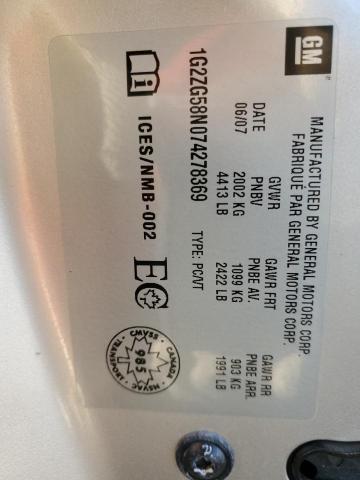 GM
MANUFACTURED BY GENERAL MOTORS CORP.
FABRIQUÉ PAR GENERAL MOTORS CORP.
DATE GVWR GAWR FRT GAWR RR
PNBV PNBE AV. PNBE ARR.
06/07 2002 KG 1099 KG 903 KG
4413 LB 2422 LB 1991 LB
1G2ZG58N074278369 TYPE: PC/VT
i ICES/NMB-002 EC
CANADA
CMVSS
985
NSVAC
TRANSPORT